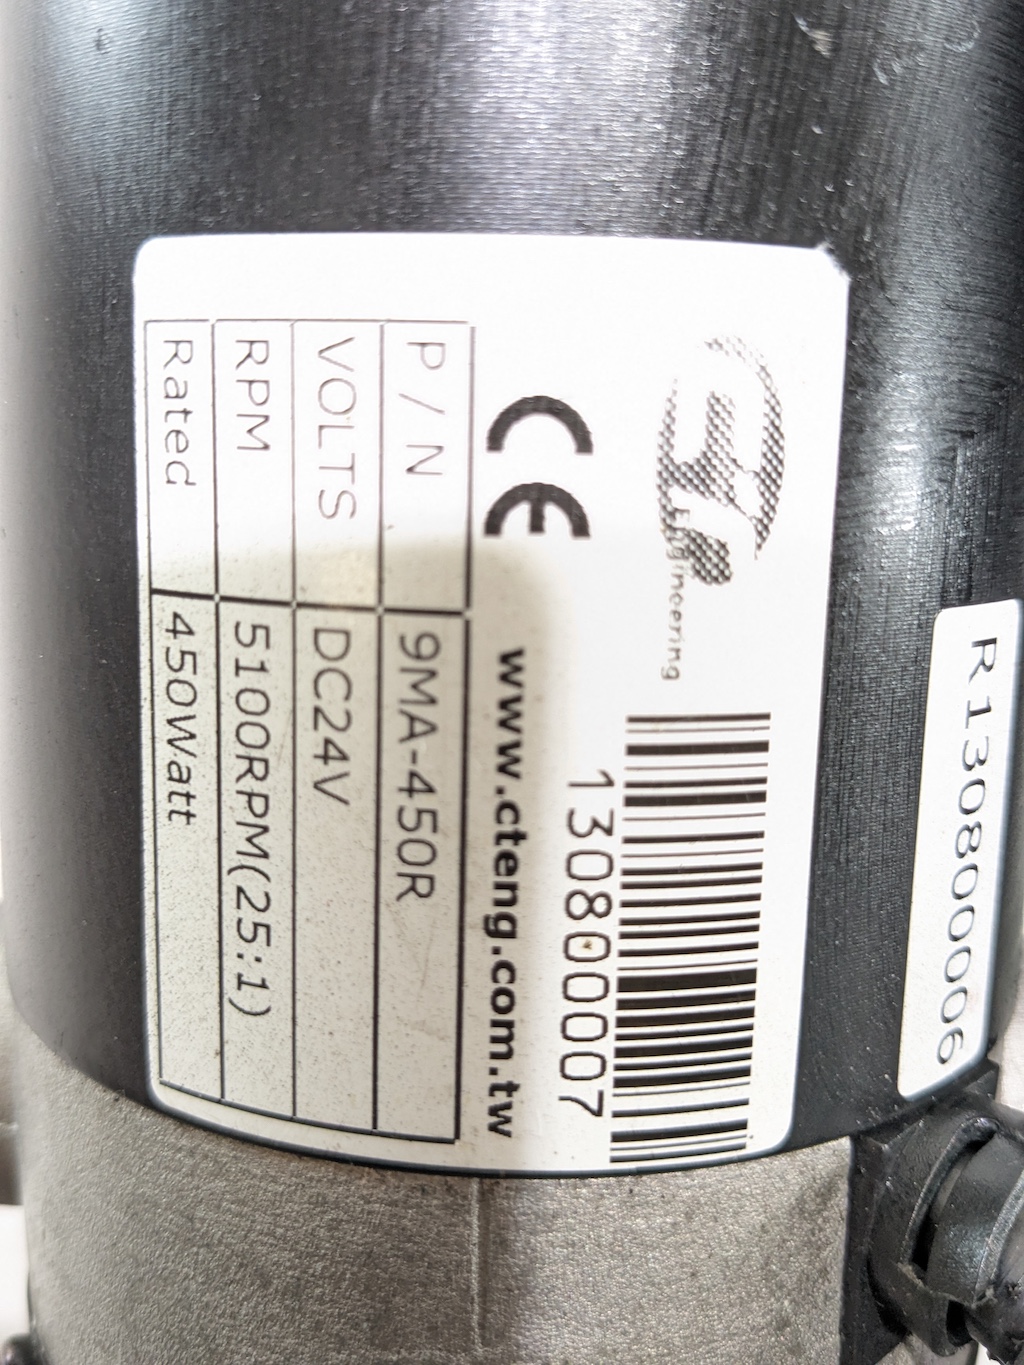 Engineering
1308000007
www.cteng.com.tw
P/N 9MA-450R
VOLTS DC24V
RPM 5100RPM(25:1)
Rated 450Watt
R1308000006